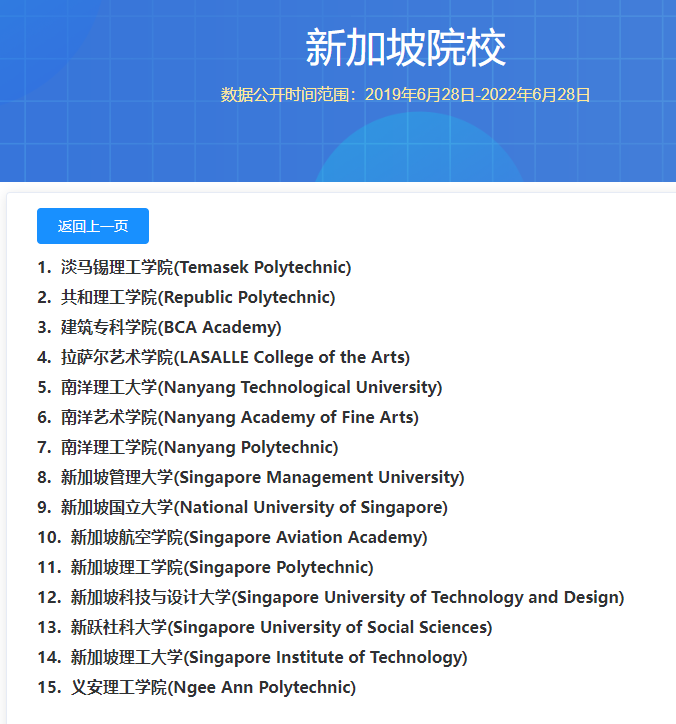 新加坡院校
数据公开时间范围：2019年6月28日-2022年6月28日
返回上一页
1. 淡马锡理工学院(Temasek Polytechnic)
2. 共和理工学院(Republic Polytechnic)
3. 建筑专科学院(BCA Academy)
4. 拉萨尔艺术学院(LASALLE College of the Arts)
5. 南洋理工大学(Nanyang Technological University)
6. 南洋艺术学院(Nanyang Academy of Fine Arts)
7. 南洋理工学院(Nanyang Polytechnic)
8. 新加坡管理大学(Singapore Management University)
9. 新加坡国立大学(National University of Singapore)
10. 新加坡航空学院(Singapore Aviation Academy)
11. 新加坡理工学院(Singapore Polytechnic)
12. 新加坡科技与设计大学(Singapore University of Technology and Design)
13. 新跃社科大学(Singapore University of Social Sciences)
14. 新加坡理工大学(Singapore Institute of Technology)
15. 义安理工学院(Ngee Ann Polytechnic)